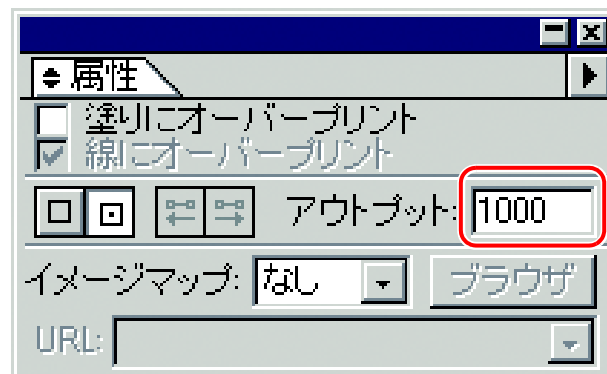 属性
塗りにオーバープリント
線にオーバープリント
アウトプット: 1000
イメージマップ: なし ブラウザ
URL: